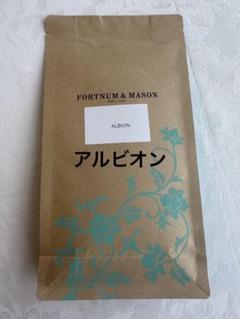 FORTNUM & MASON
EST 1707
ALBION
アルビオン